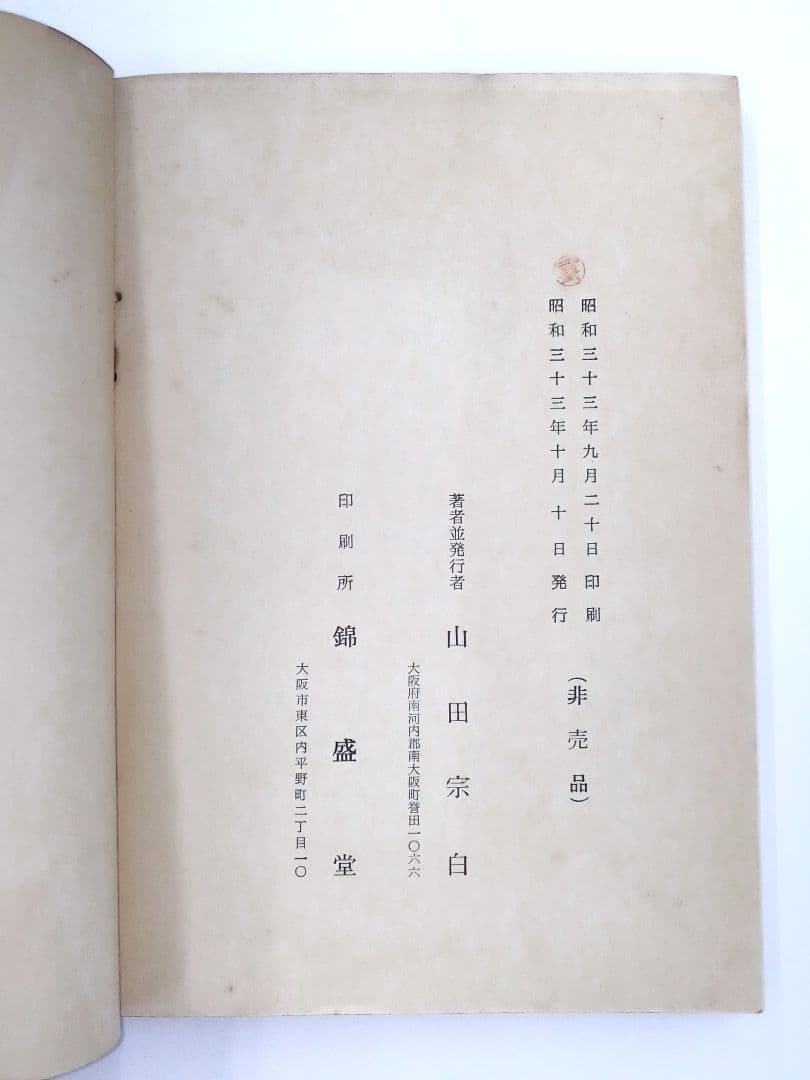 昭和三十三年九月二十日印刷
昭和三十三年十月十日発行
(非売品)
著者並発行者 山田宗白
大阪府南河内郡南大阪町誉田一〇六六
印刷所 錦盛堂
大阪市東区内平野町二丁目一〇